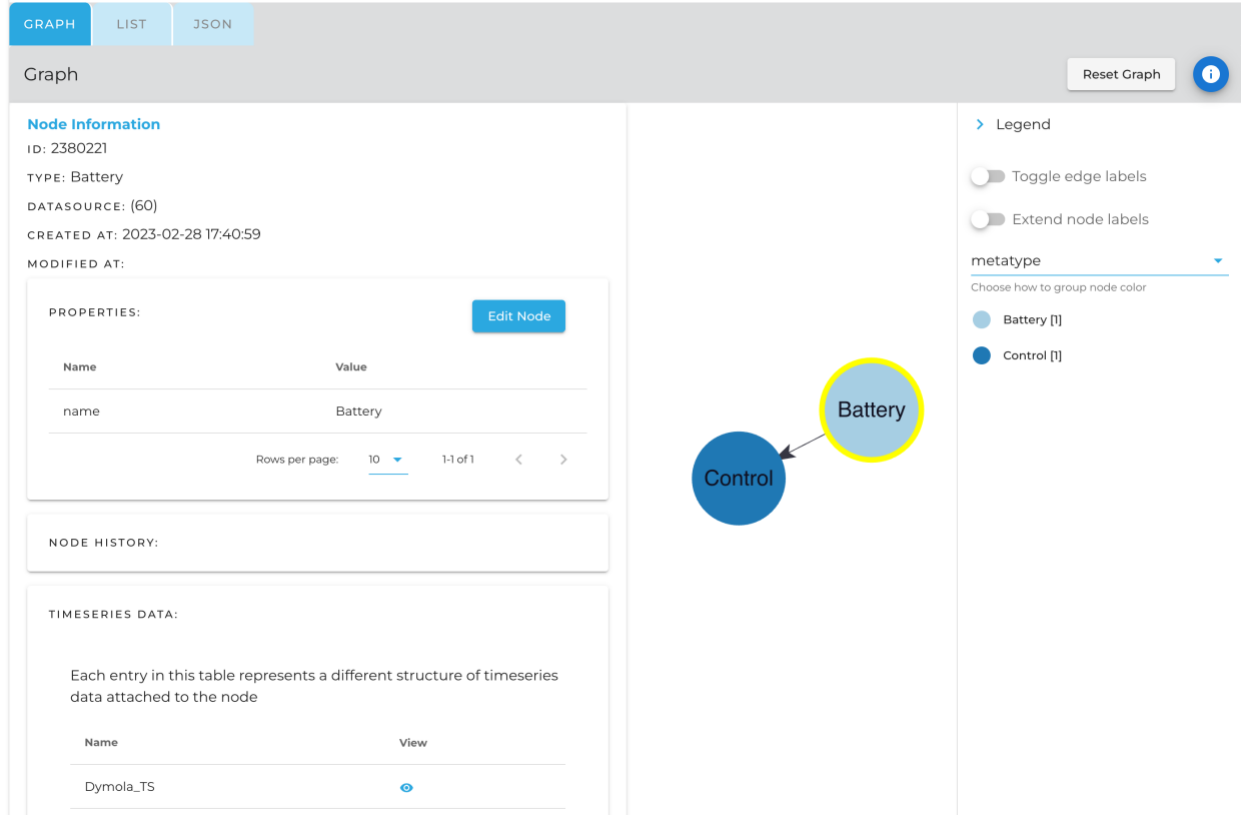 GRAPH LIST JSON
Graph
Reset Graph
Node Information
ID: 2380221
TYPE: Battery
DATASOURCE: (60)
CREATED AT: 2023-02-28 17:40:59
MODIFIED AT:
PROPERTIES:
Edit Node
Name Value
name Battery
Rows per page: 10 1-1 of 1
NODE HISTORY:
TIMESERIES DATA:
Each entry in this table represents a different structure of timeseries
data attached to the node
Name View
Dymola_TS
Battery
Control
Legend
Toggle edge labels
Extend node labels
metatype
Choose how to group node color
Battery [1]
Control [1]